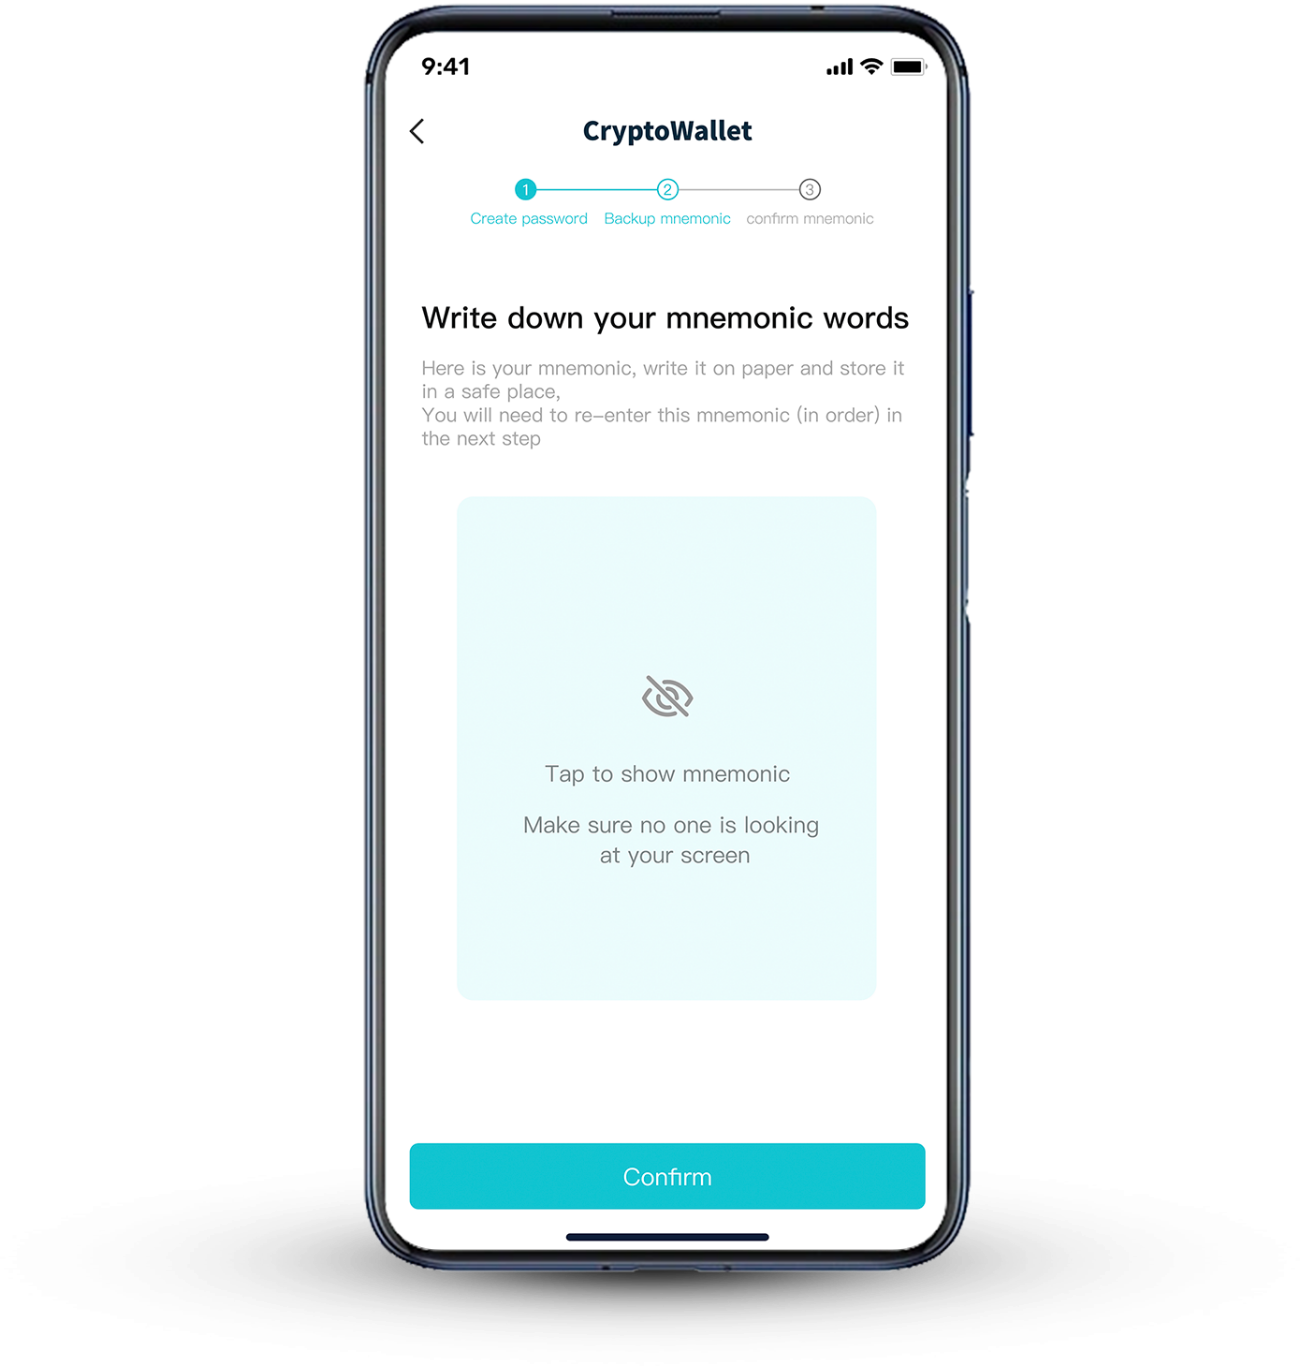 9:41
CryptoWallet
1 2 3
Create password Backup mnemonic confirm mnemonic
Write down your mnemonic words
Here is your mnemonic, write it on paper and store it
in a safe place,
You will need to re-enter this mnemonic (in order) in
the next step
Tap to show mnemonic
Make sure no one is looking
at your screen
Confirm